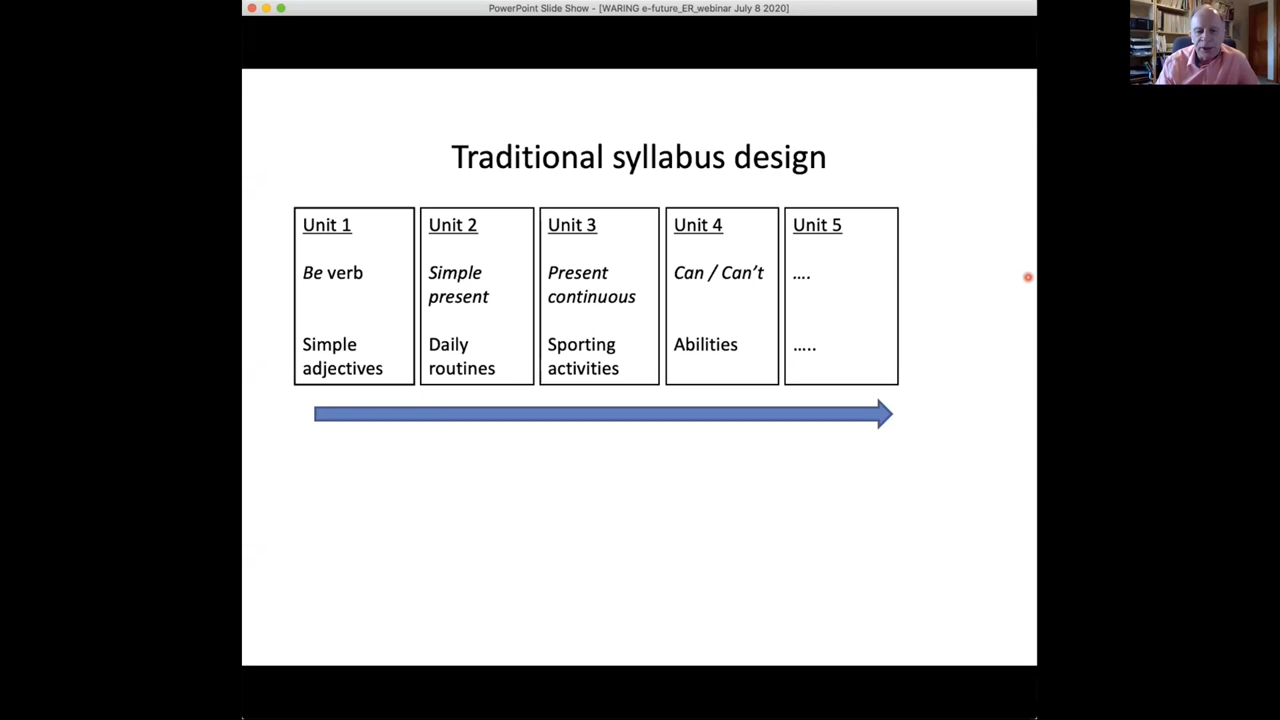 PowerPoint Slide Show - [WARING e-future_ER_webinar July 8 2020]
Traditional syllabus design
Unit 1
Be verb
Simple
adjectives
Unit 2
Simple
present
Daily
routines
Unit 3
Present
continuous
Sporting
activities
Unit 4
Can / Can't
Abilities
Unit 5
....
.....